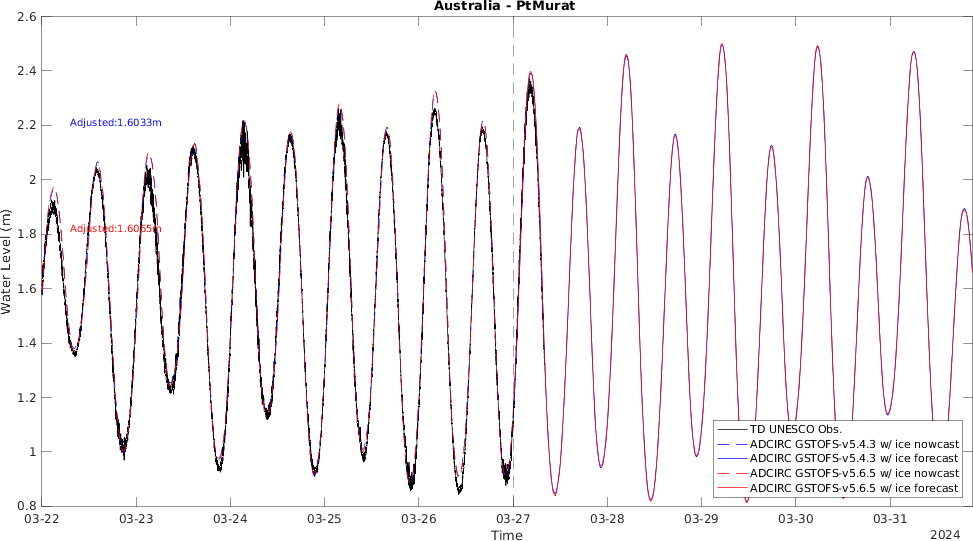 Australia - PtMurat
2.6
2.4
2.2
2
1.8
1.6
1.4
1.2
1
0.8
Water Level (m)
Adjusted:1.6033m
Adjusted:1.6065m
TD UNESCO Obs.
ADCIRC GSTOFS-v5.4.3 w/ ice nowcast
ADCIRC GSTOFS-v5.4.3 w/ ice forecast
ADCIRC GSTOFS-v5.6.5 w/ ice nowcast
ADCIRC GSTOFS-v5.6.5 w/ ice forecast
03-22 03-23 03-24 03-25 03-26 03-27 03-28 03-29 03-30 03-31
Time
2024